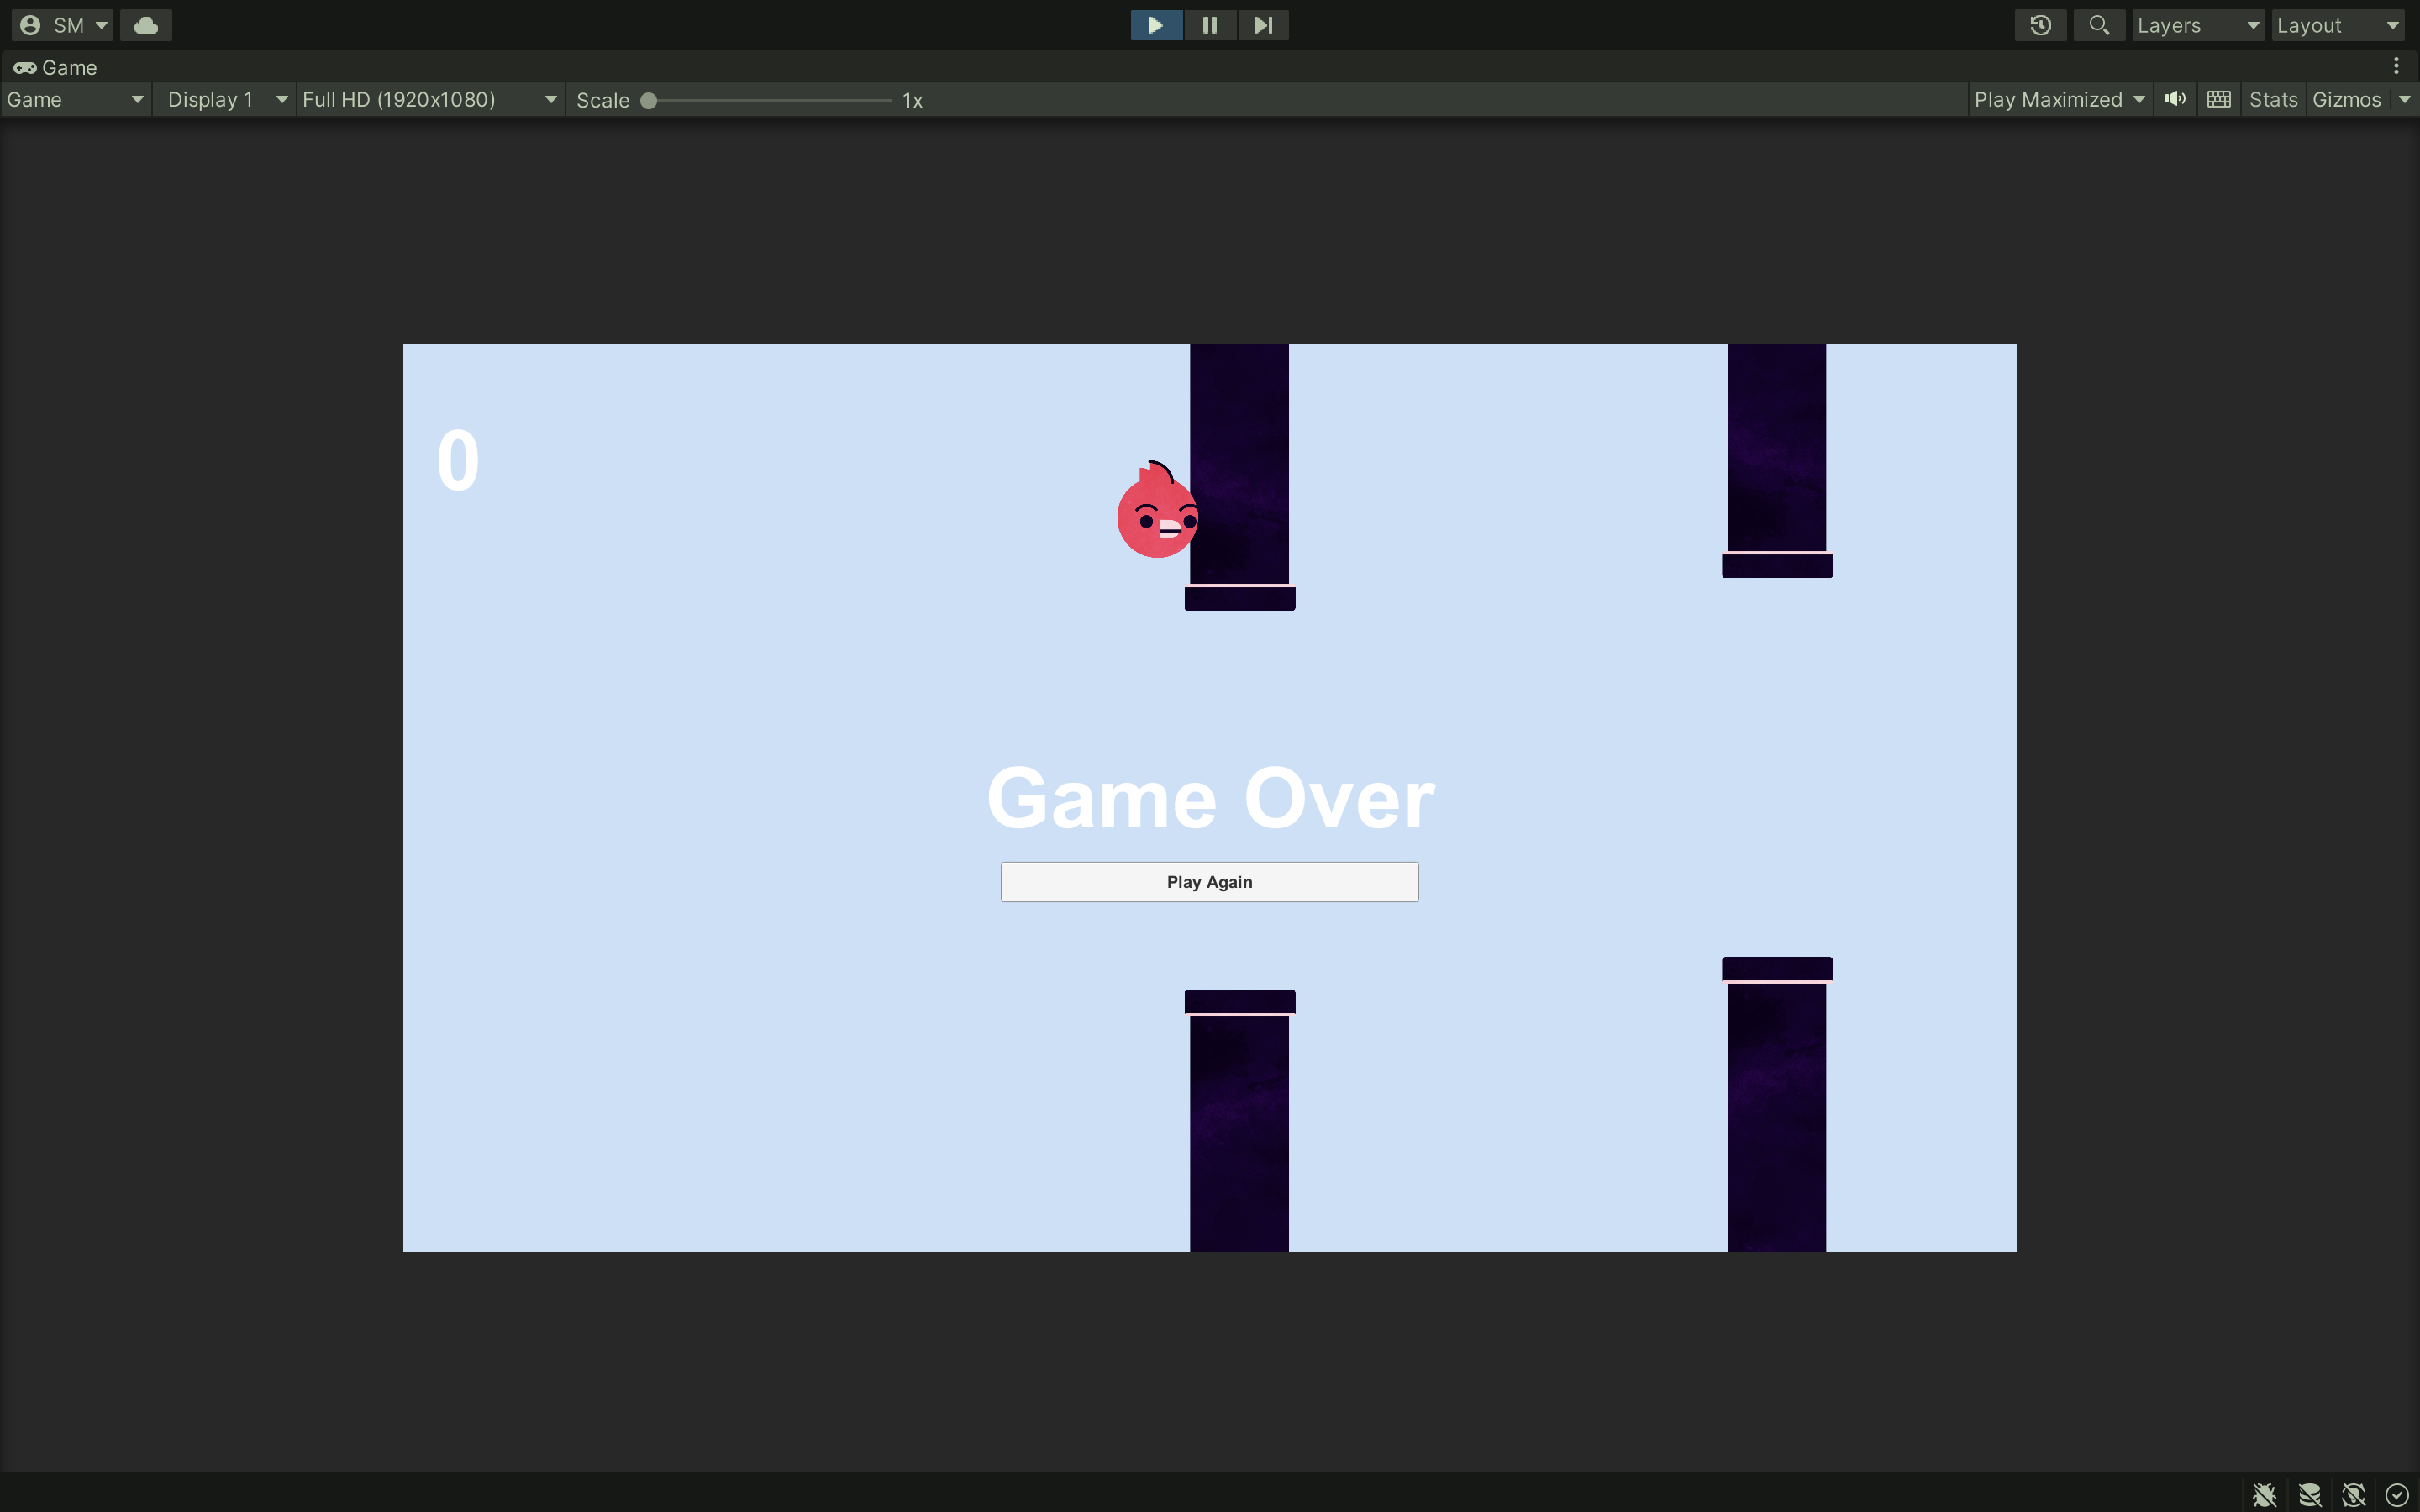 SM Layers Layout
Game
Game Display 1 Full HD (1920x1080) Scale 1x Play Maximized Stats Gizmos
0
Game Over
Play Again